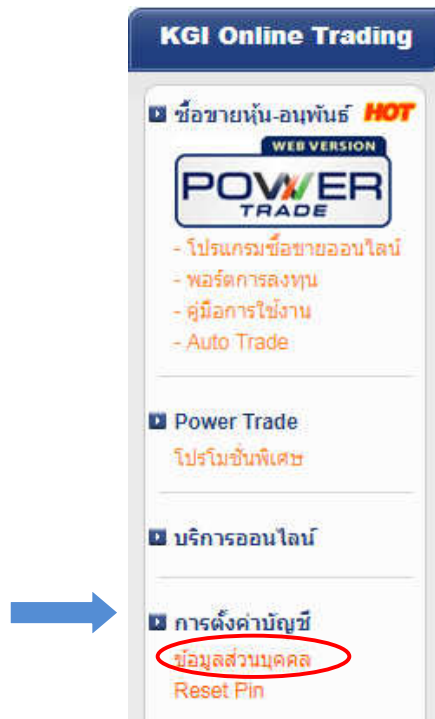 KGI Online Trading
ซื้อขายหุ้น-อนุพันธ์ HOT
WEB VERSION
POWER
TRADE
- โปรแกรมซื้อขายออนไลน์
- พอร์ตการลงทุน
- คู่มือการใช้งาน
- Auto Trade
Power Trade
โปรโมชั่นพิเศษ
บริการออนไลน์
การตั้งค่าบัญชี
ข้อมูลส่วนบุคคล
Reset Pin